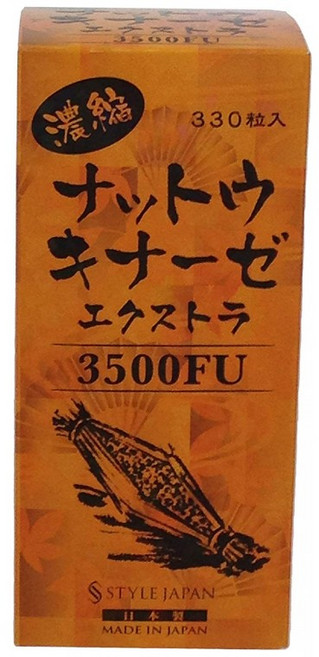 濃縮
330粒入
ナットウ
キナーゼ
エクストラ
3500FU
STYLE JAPAN
日本製
MADE IN JAPAN